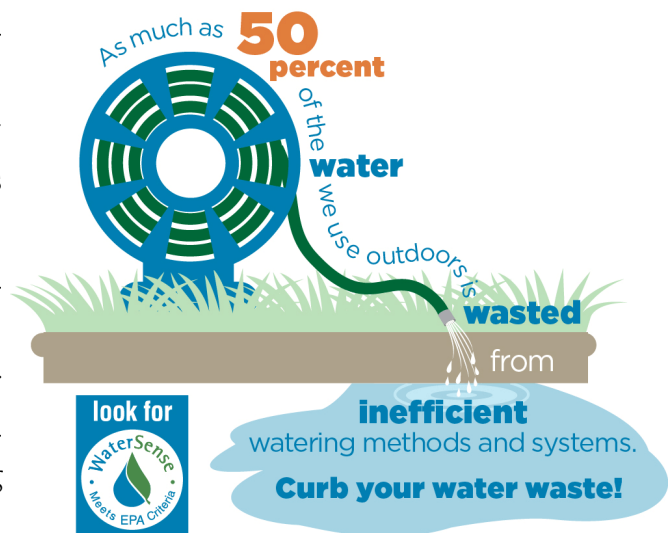 As much as 50
percent
of the
water
we use outdoors is
wasted
from
inefficient
watering methods and systems.
Curb your water waste!
look for
WaterSense
Meets EPA Criteria